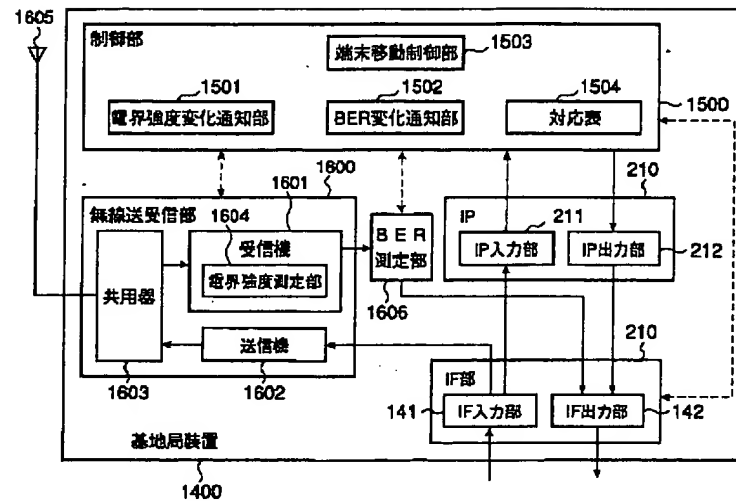 1605
制御部
端末移動制御部
1503
1501
1502
1504
電界強度変化通知部
BER変化通知部
対応表
1500
1600
1601
210
無線送受信部
1604
受信機
電界強度測定部
共用器
BER
測定部
1606
IP
211
IP入力部
IP出力部
212
送信機
1603
1602
210
IF部
141
IF入力部
IF出力部
142
基地局装置
1400